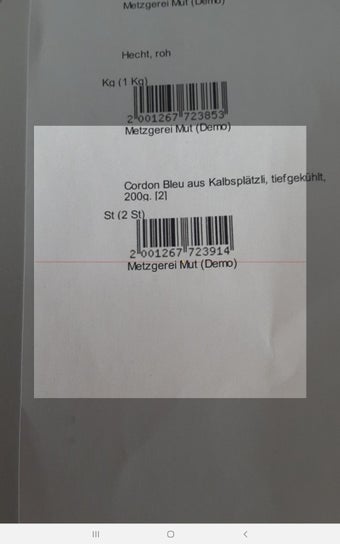 Metzgerei Mut (Demo)
Hecht, roh
Kg (1 Kg)
2 001267 723853
Metzgerei Mut (Demo)
Cordon Bleu aus Kalbsplätzli, tiefgekühlt,
200g. [2]
St (2 St)
2 001267 723914
Metzgerei Mut (Demo)